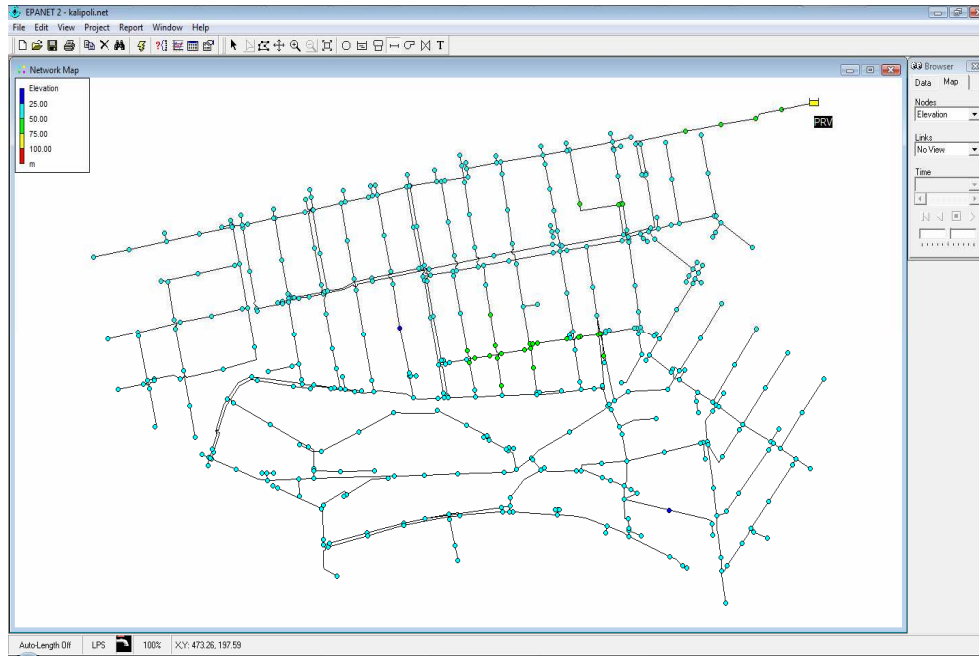 EPANET 2 - kalipoli.net
File Edit View Project Report Window Help
T
Network Map
Elevation
25.00
50.00
75.00
100.00
m
PRV
Browser
Data Map
Nodes
Elevation
Links
No View
Time
Auto-Length Off LPS 100% X,Y: 473.26, 197.59